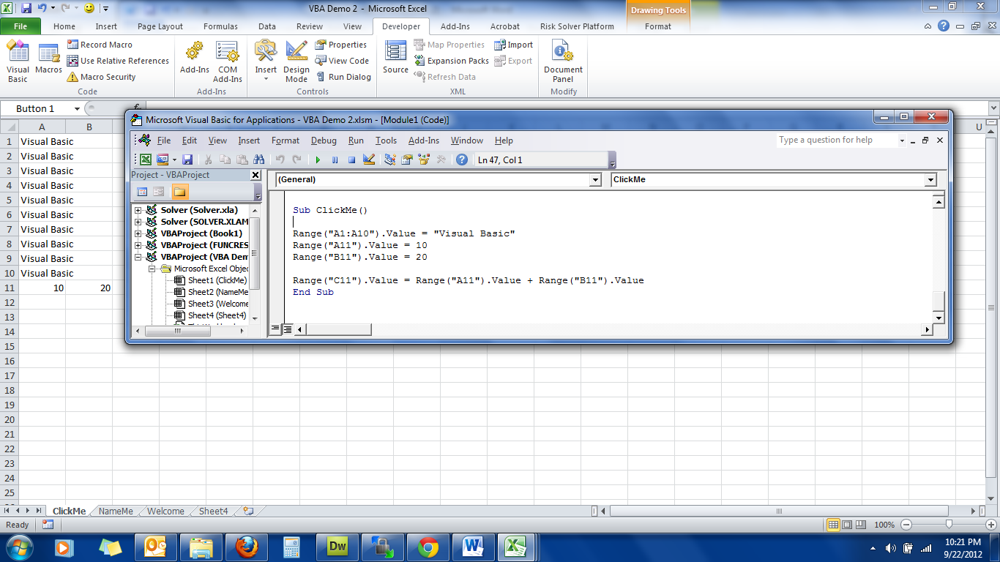 VBA Demo 2 - Microsoft Excel
Drawing Tools
File Home Insert Page Layout Formulas Data Review View Developer Add-Ins Acrobat Risk Solver Platform Format
Visual Basic
Macros
Record Macro
Use Relative References
Macro Security
Code
Add-Ins
COM Add-Ins
Add-Ins
Insert
Design Mode
Properties
View Code
Run Dialog
Controls
Source
Map Properties
Expansion Packs
Refresh Data
Import
Export
XML
Document Panel
Modify
Button 1
A B U
1 Visual Basic
2 Visual Basic
3 Visual Basic
4 Visual Basic
5 Visual Basic
6 Visual Basic
7 Visual Basic
8 Visual Basic
9 Visual Basic
10 Visual Basic
11 10 20
12
13
14
15
16
17
18
19
20
21
22
23
24
25
Microsoft Visual Basic for Applications - VBA Demo 2.xlsm - [Module1 (Code)]
File Edit View Insert Format Debug Run Tools Add-Ins Window Help
Type a question for help
Ln 47, Col 1
Project - VBAProject
Solver (Solver.xla)
Solver (SOLVER.XLAM
VBAProject (Book1)
VBAProject (FUNCRES
VBAProject (VBA Dem
Microsoft Excel Objec
Sheet1 (ClickMe)
Sheet2 (NameMe
Sheet3 (Welcome
Sheet4 (Sheet4)
(General)
ClickMe
Sub ClickMe()
Range("A1:A10").Value = "Visual Basic"
Range("A11").Value = 10
Range("B11").Value = 20
Range("C11").Value = Range("A11").Value + Range("B11").Value
End Sub
ClickMe NameMe Welcome Sheet4
Ready
100%
Dw
10:21 PM
9/22/2012